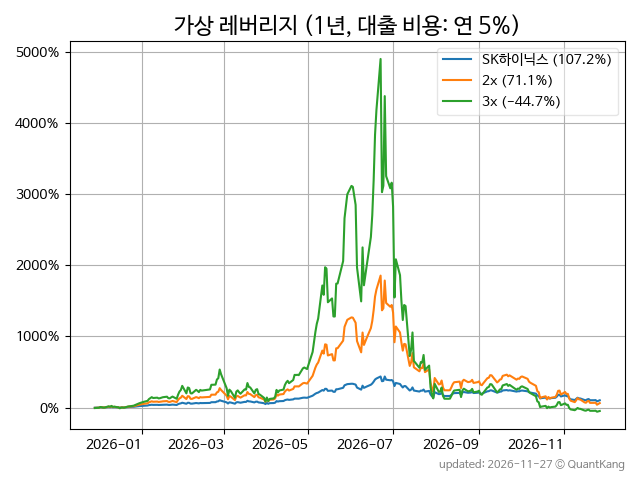 가상 레버리지 (1년, 대출 비용: 연 5%)
5000%
4000%
3000%
2000%
1000%
0%
SK하이닉스 (107.2%)
2x (71.1%)
3x (−44.7%)
2026-01
2026-03
2026-05
2026-07
2026-09
2026-11
updated: 2026-11-27 @ QuantKang